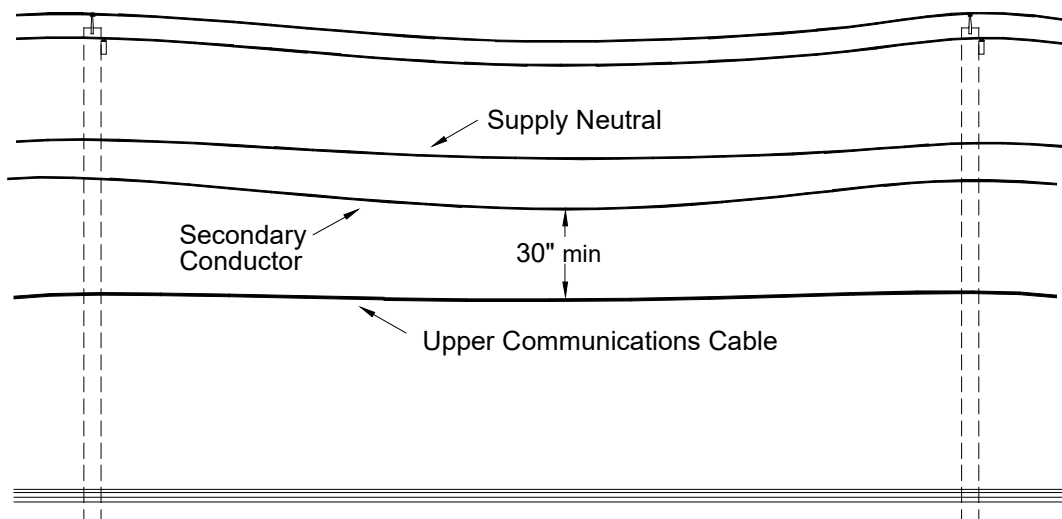 Supply Neutral
Secondary
Conductor
30" min
Upper Communications Cable